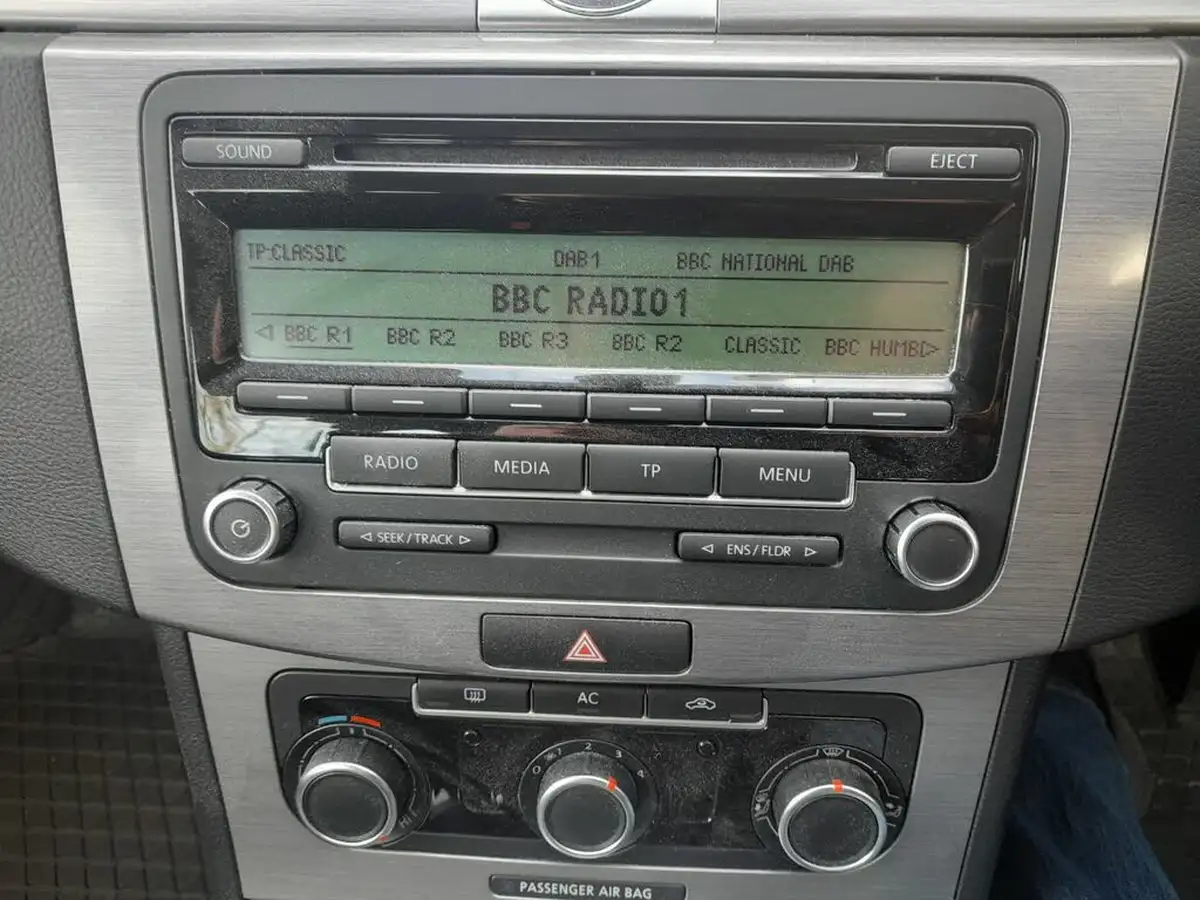 SOUND EJECT
TP:CLASSIC DAB1 BBC NATIONAL DAB
BBC RADIO1
BBC R1 BBC R2 BBC R3 BBC R2 CLASSIC BBC HUMBD
RADIO MEDIA TP MENU
SEEK/TRACK ENS/FLDR
AC
0 1 2 3 4
PASSENGER AIR BAG